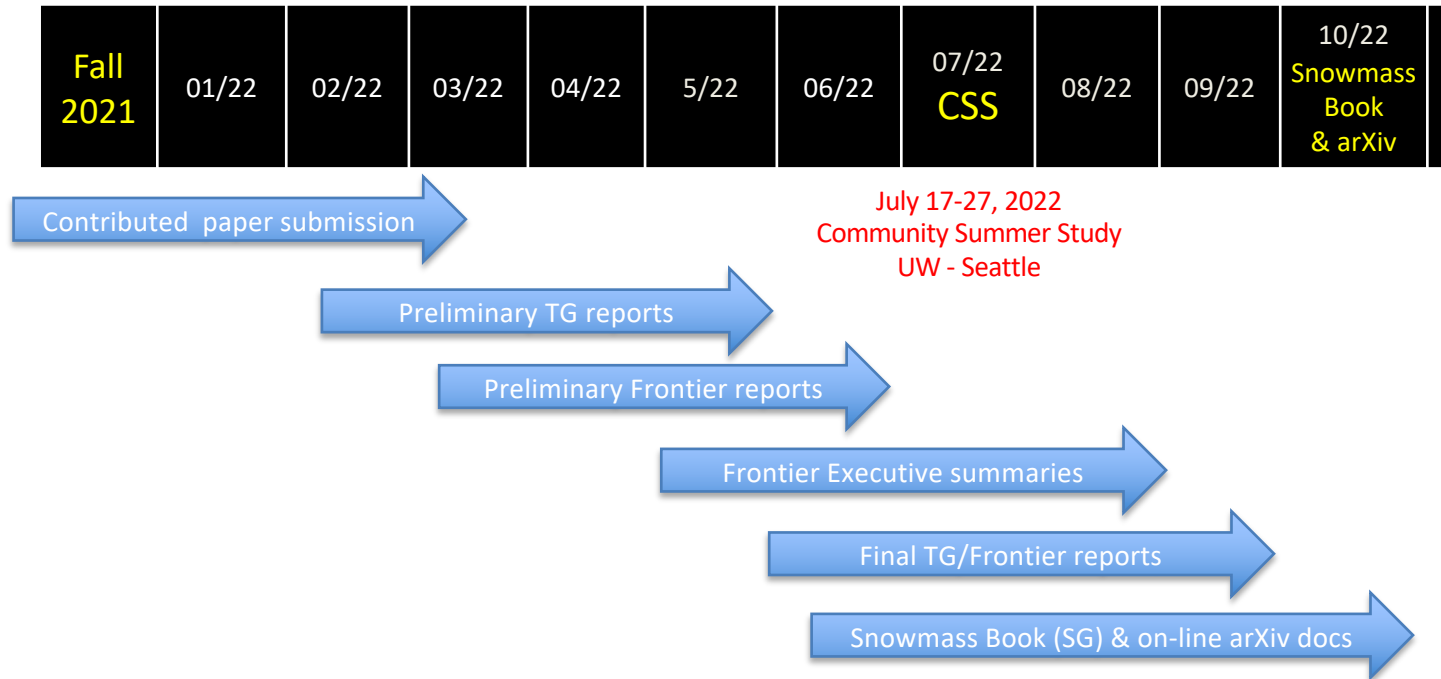 Fall
2021
01/22
02/22
03/22
04/22
5/22
06/22
07/22
CSS
08/22
09/22
10/22
Snowmass
Book
& arXiv
Contributed  paper submission
July 17-27, 2022
Community Summer Study
UW - Seattle
Preliminary TG reports
Preliminary Frontier reports
Frontier Executive summaries
Final TG/Frontier reports
Snowmass Book (SG) & on-line arXiv docs